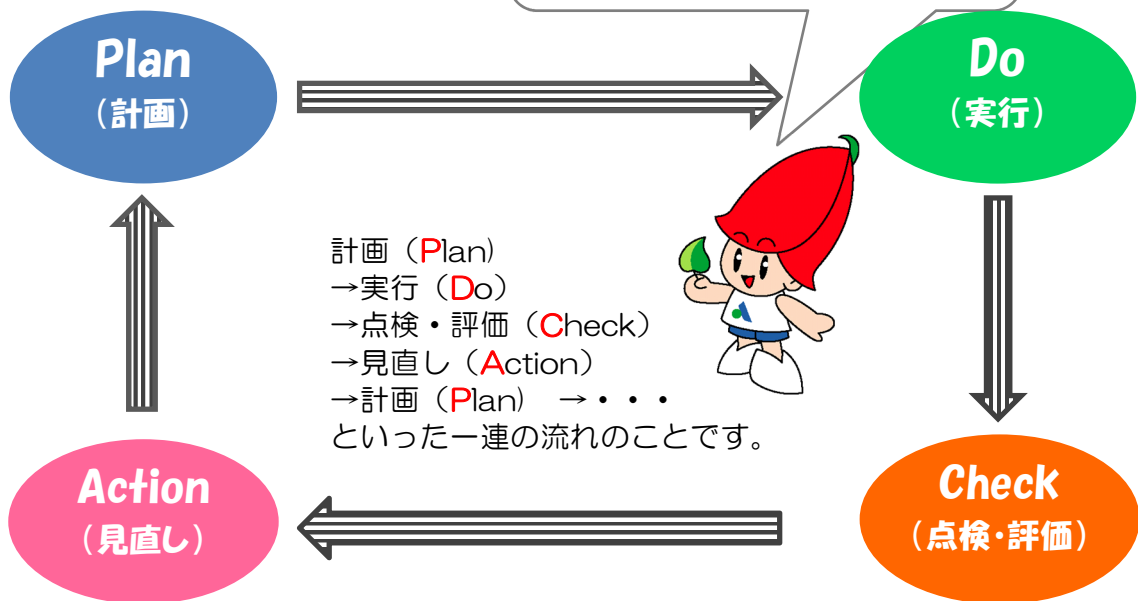 Plan
（計画）
Do
（実行）
計画（Plan)
→実行（Do）
→点検・評価（Check）
→見直し（Action）
→計画（Plan)　→・・・
といった一連の流れのことです。
Action
（見直し）
Check
（点検・評価）